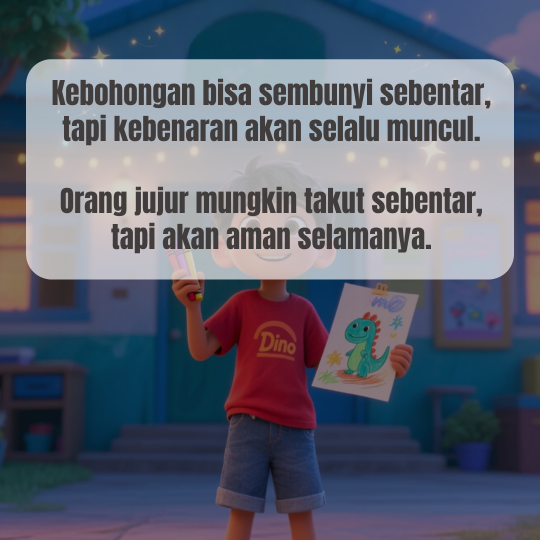 Kebohongan bisa sembunyi sebentar,
tapi kebenaran akan selalu muncul.
Orang jujur mungkin takut sebentar,
tapi akan aman selamanya.
Dino